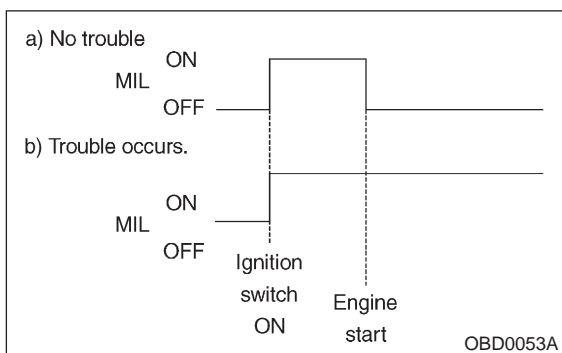 a) No trouble
ON
MIL
OFF
b) Trouble occurs.
ON
MIL
OFF
Ignition
switch
ON
Engine
start
OBD0053A